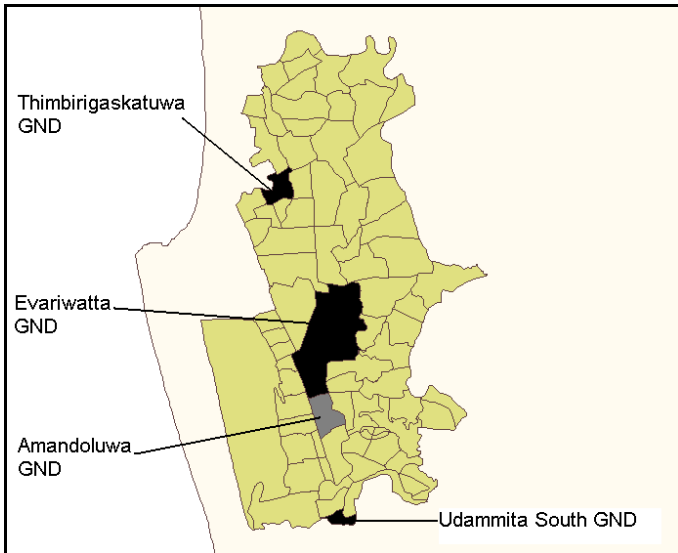 Thimbirigaskatuwa
GND
Evariwatta
GND
Amandoluwa
GND
Udammita South GND